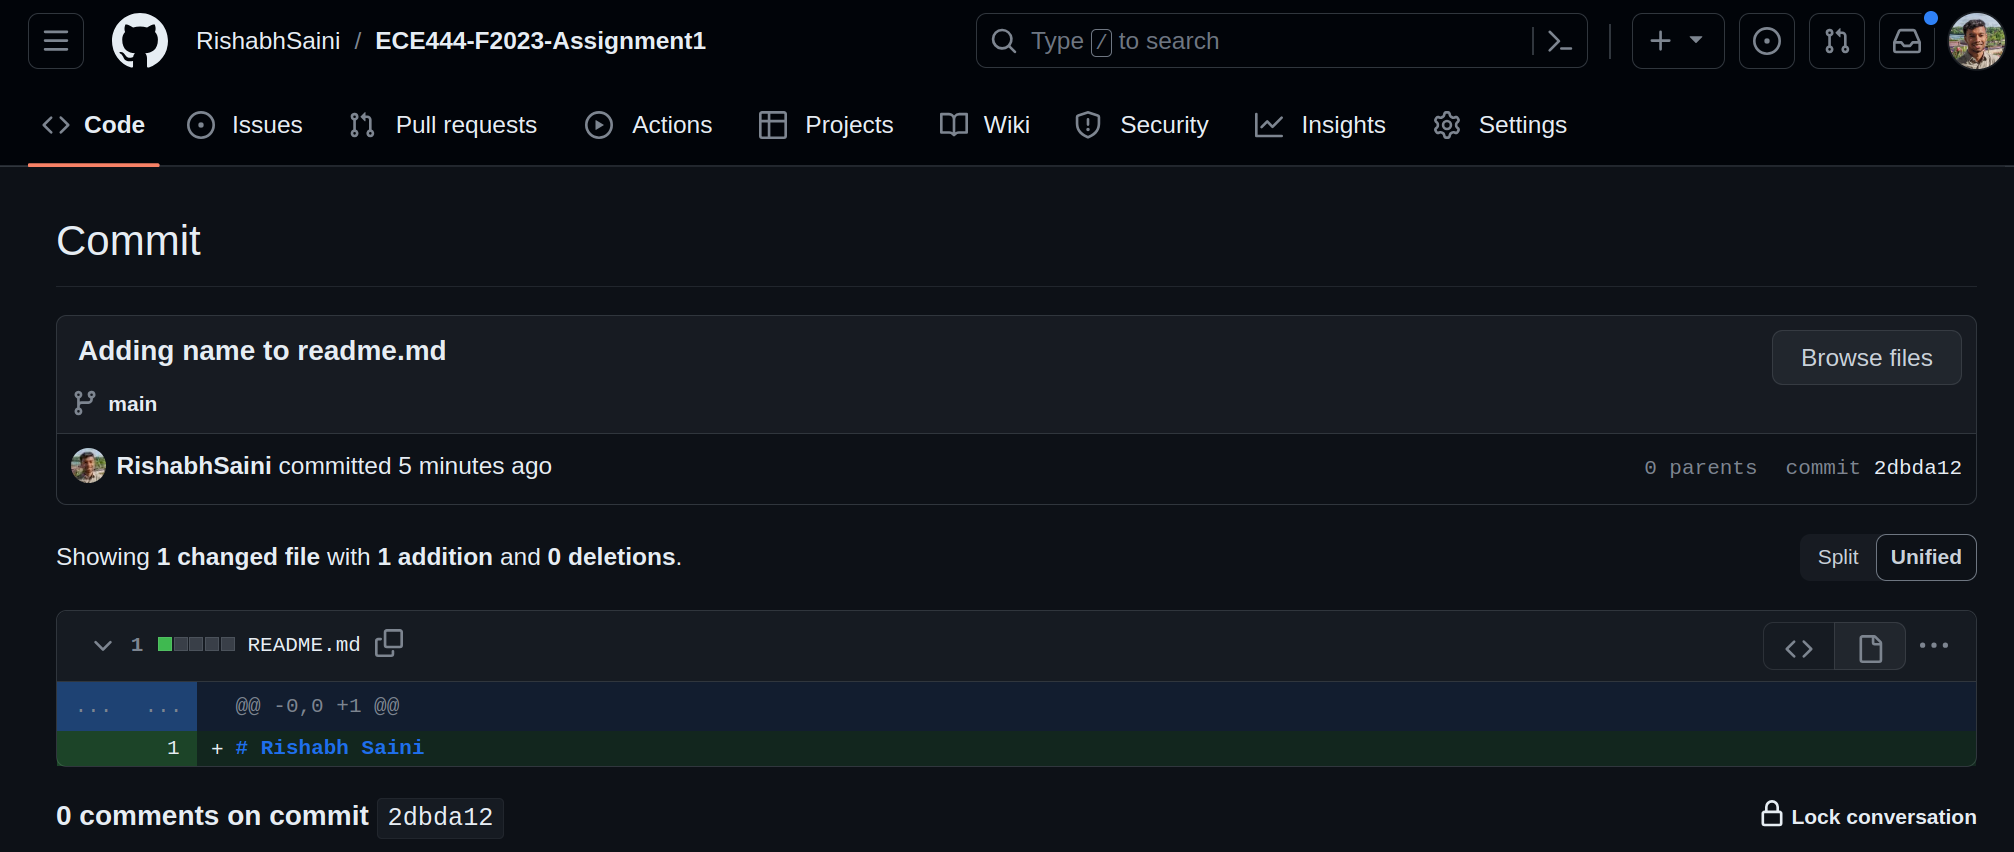 RishabhSaini / ECE444-F2023-Assignment1
Type / to search
Code Issues Pull requests Actions Projects Wiki Security Insights Settings
Commit
Adding name to readme.md
Browse files
main
RishabhSaini committed 5 minutes ago
0 parents commit 2dbda12
Showing 1 changed file with 1 addition and 0 deletions.
Split Unified
1 README.md
... ... @@ -0,0 +1 @@
1 + # Rishabh Saini
0 comments on commit 2dbda12
Lock conversation